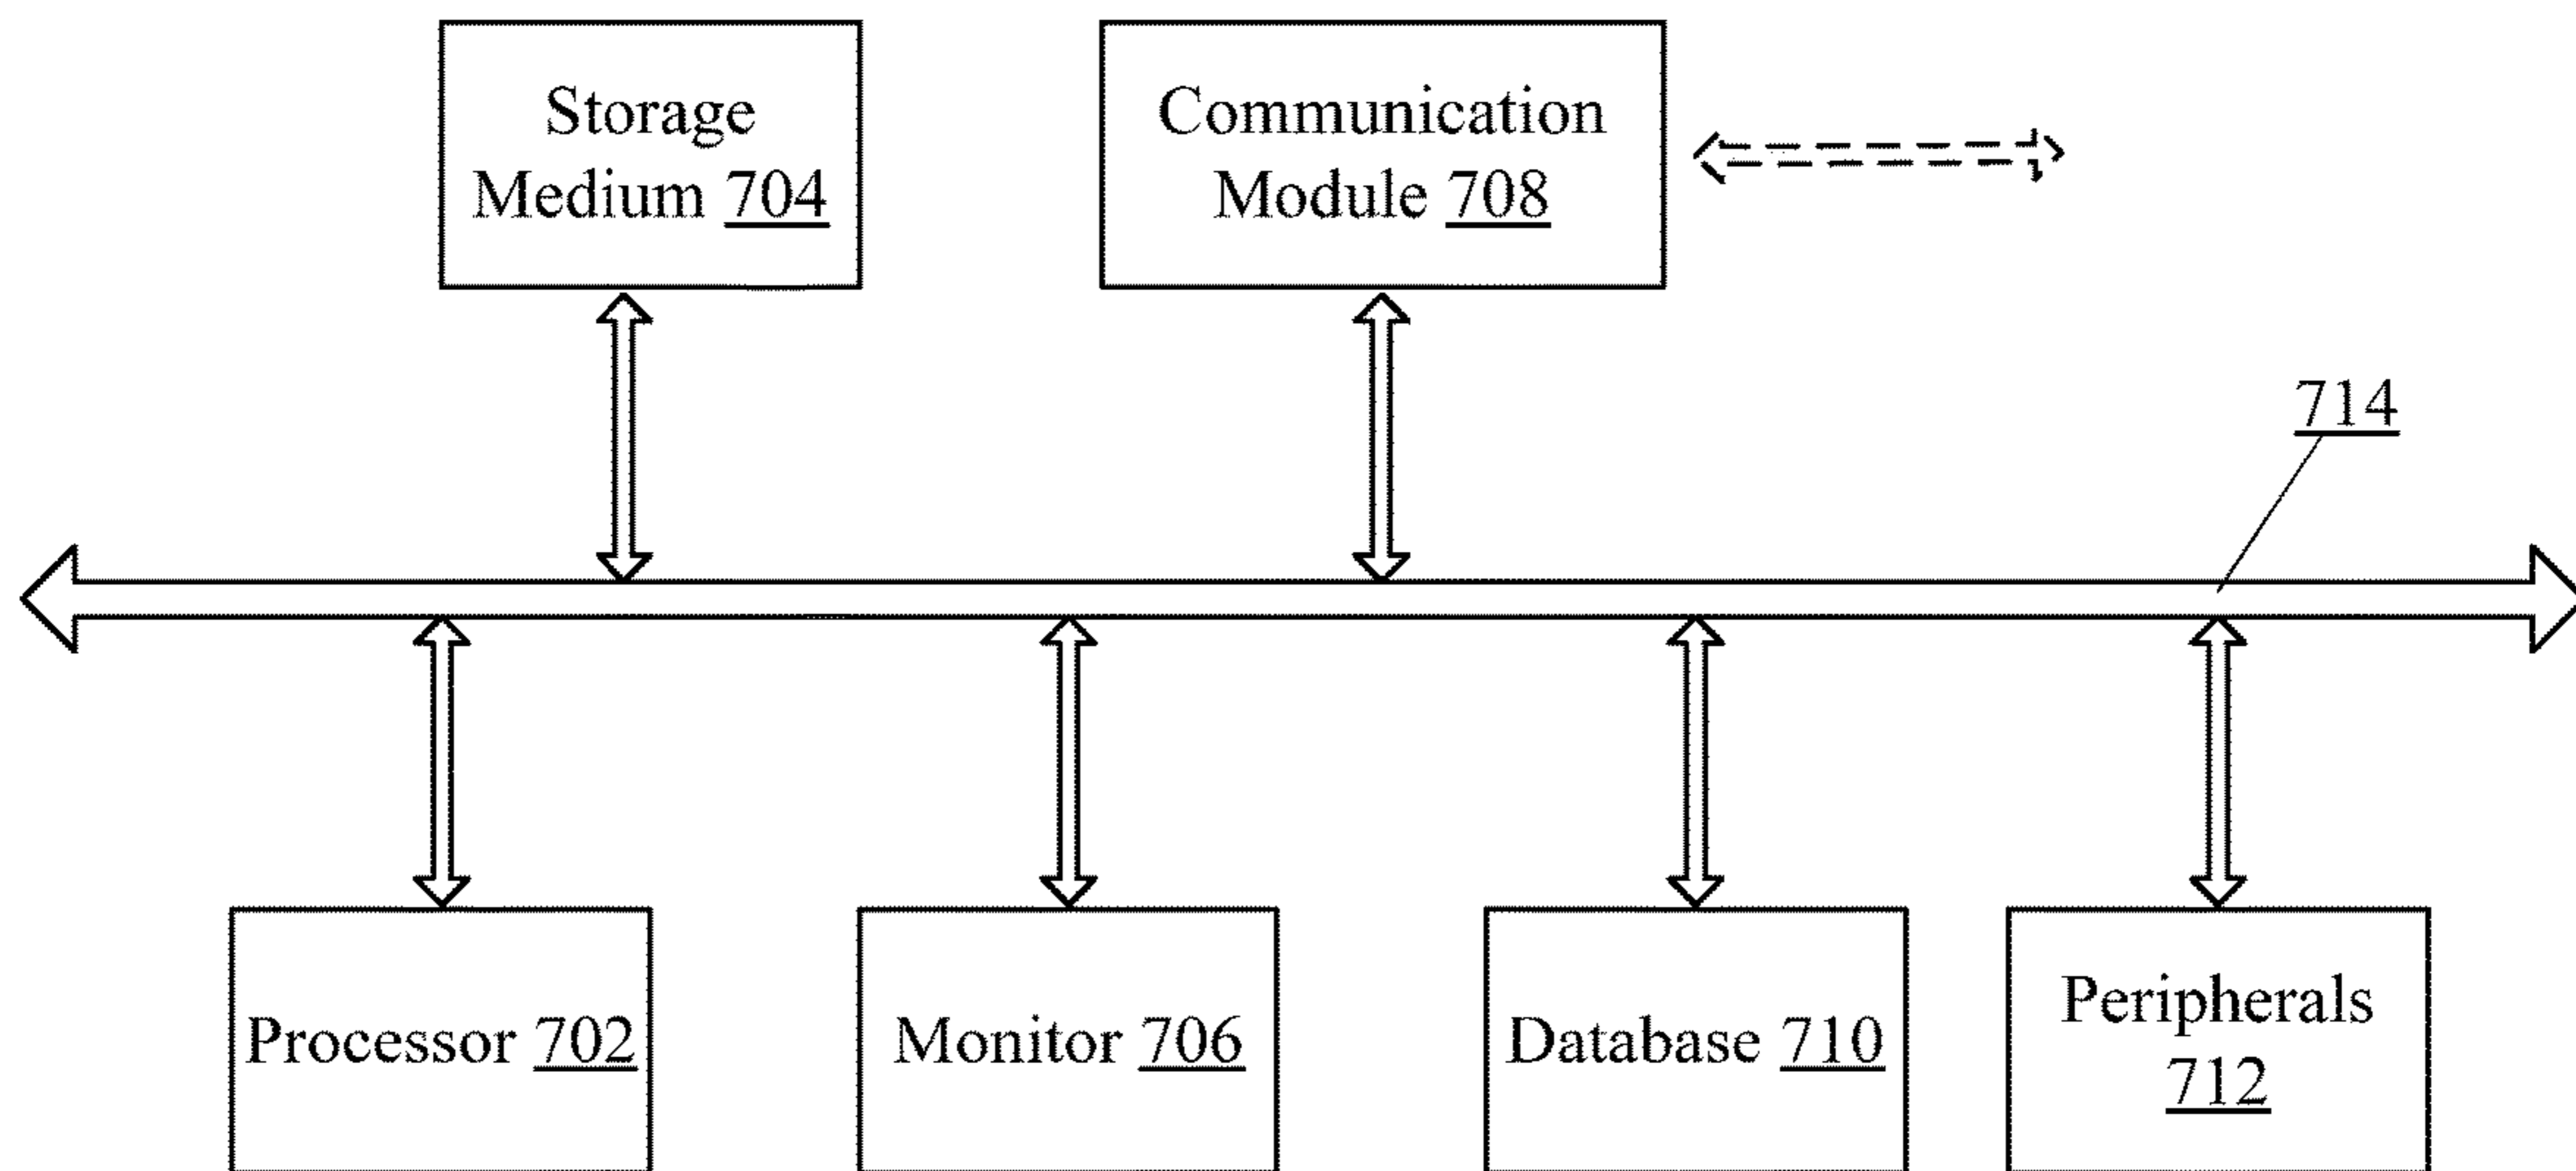 Storage
Medium 704
Communication
Module 708
714
Processor 702
Monitor 706
Database 710
Peripherals
712